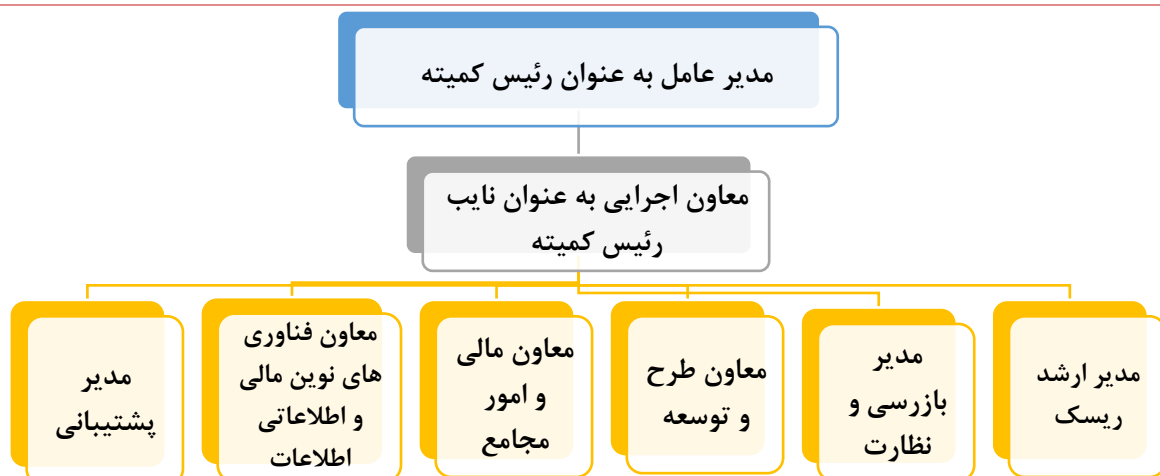 مدیر عامل به عنوان رئیس کمیته
معاون اجرایی به عنوان نایب
رئیس کمیته
مدیر ارشد
ریسک
مدیر
بازرسی و
نظارت
معاون طرح
و توسعه
معاون مالی
و امور
مجامع
معاون فناوری
های نوین مالی
و اطلاعاتی
اطلاعات
مدیر
پشتیبانی